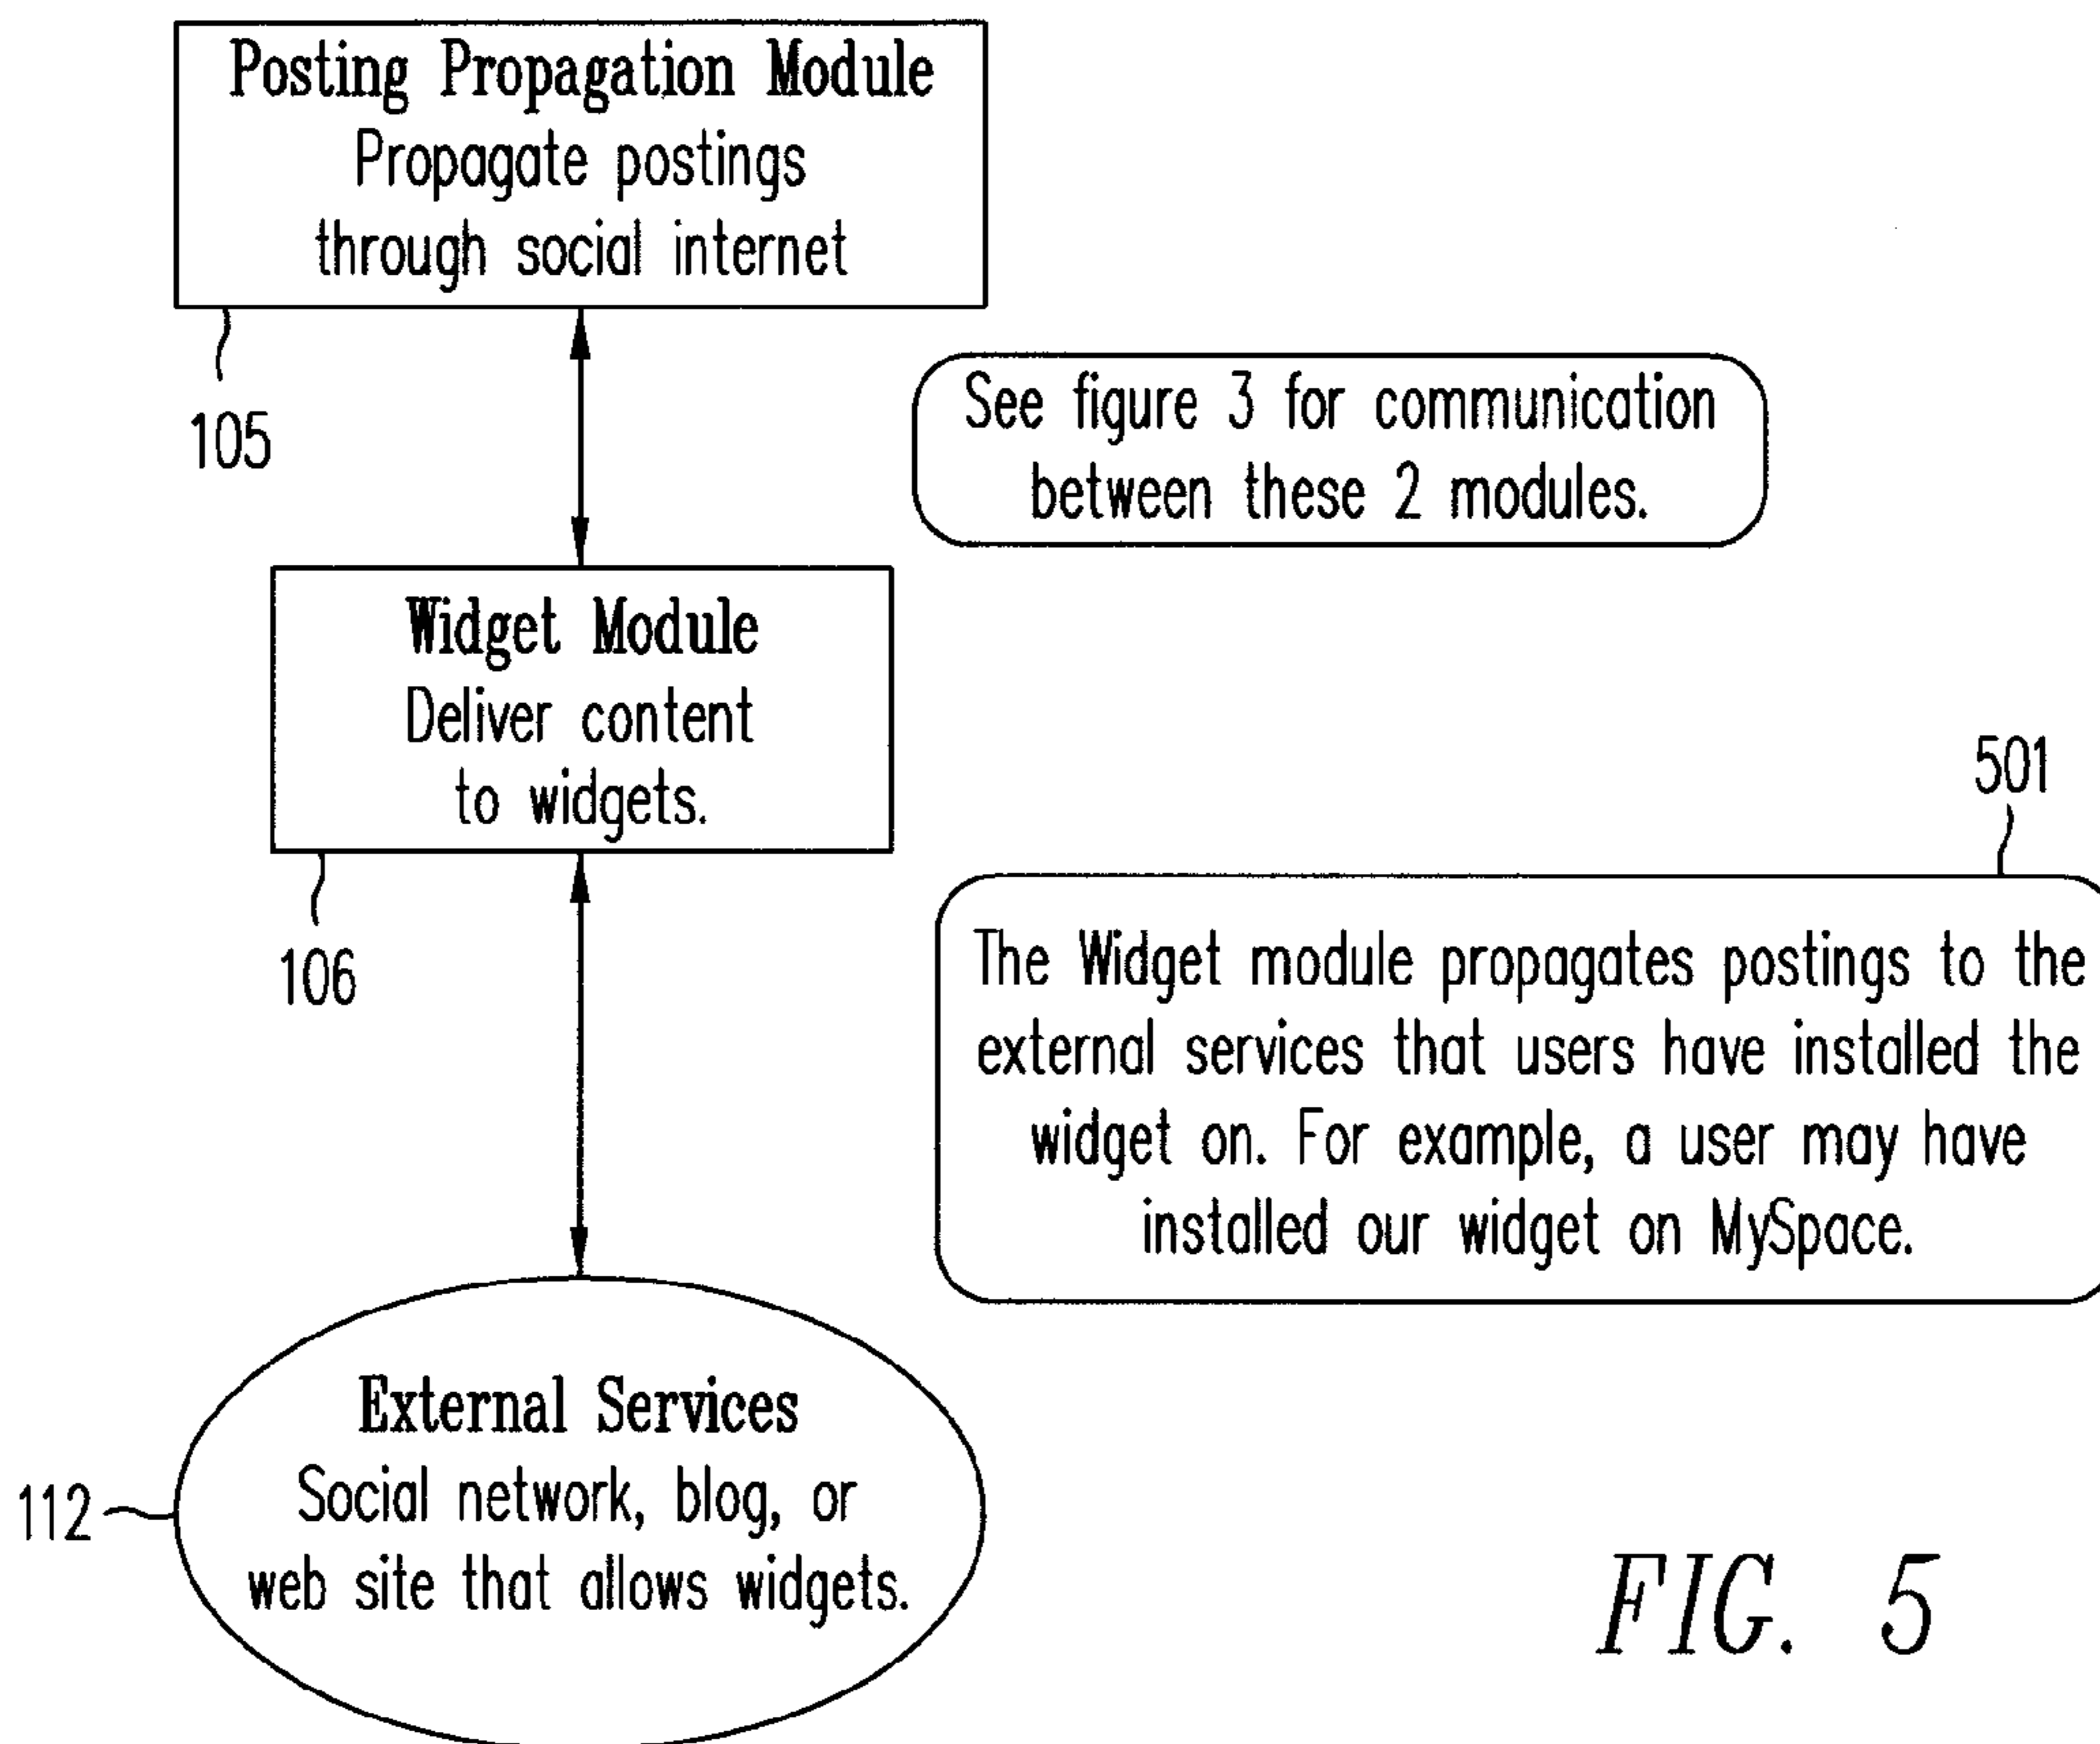 Posting Propagation Module
Propagate postings
through social internet
105
See figure 3 for communication
between these 2 modules.
Widget Module
Deliver content
to widgets.
106
501
The Widget module propagates postings to the
external services that users have installed the
widget on. For example, a user may have
installed our widget on MySpace.
External Services
Social network, blog, or
web site that allows widgets.
112
FIG. 5